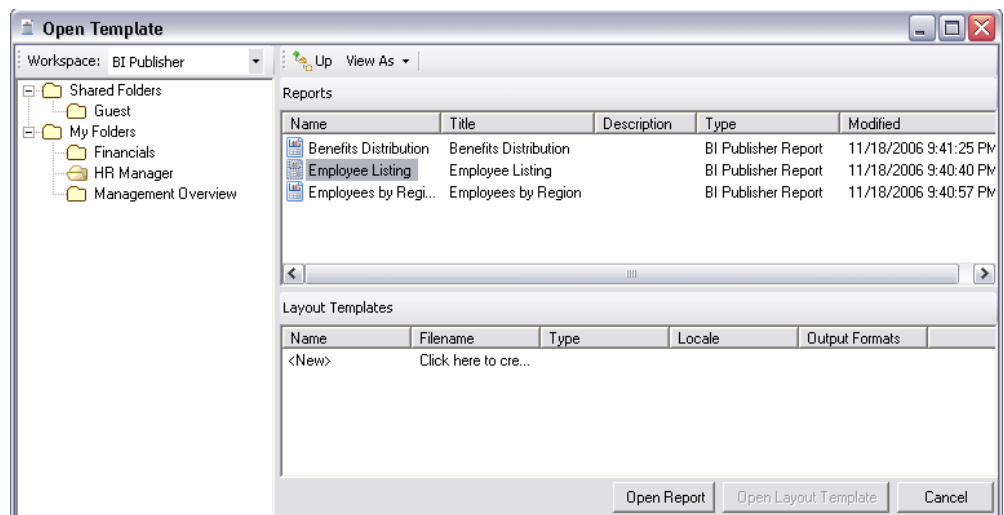 Open Template
Workspace: BI Publisher
Up View As
Shared Folders
Guest
My Folders
Financials
HR Manager
Management Overview
Reports
Name Title Description Type Modified
Benefits Distribution Benefits Distribution BI Publisher Report 11/18/2006 9:41:25 PM
Employee Listing Employee Listing BI Publisher Report 11/18/2006 9:40:40 PM
Employees by Regi... Employees by Region BI Publisher Report 11/18/2006 9:40:57 PM
Layout Templates
Name Filename Type Locale Output Formats
<New> Click here to cre...
Open Report Open Layout Template Cancel